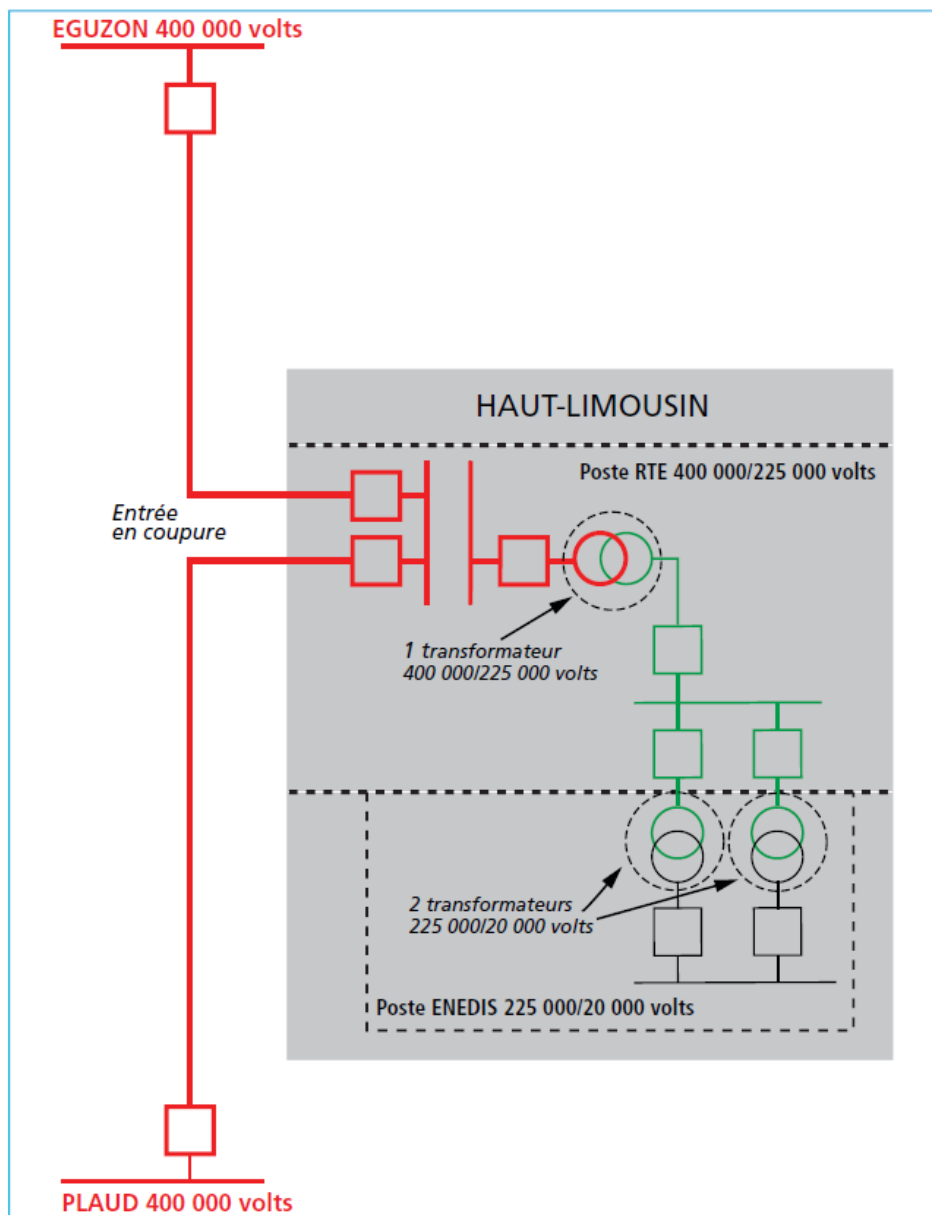 EGUZON 400 000 volts
HAUT-LIMOUSIN
Poste RTE 400 000/225 000 volts
Entrée
en coupure
1 transformateur
400 000/225 000 volts
2 transformateurs
225 000/20 000 volts
Poste ENEDIS 225 000/20 000 volts
PLAUD 400 000 volts